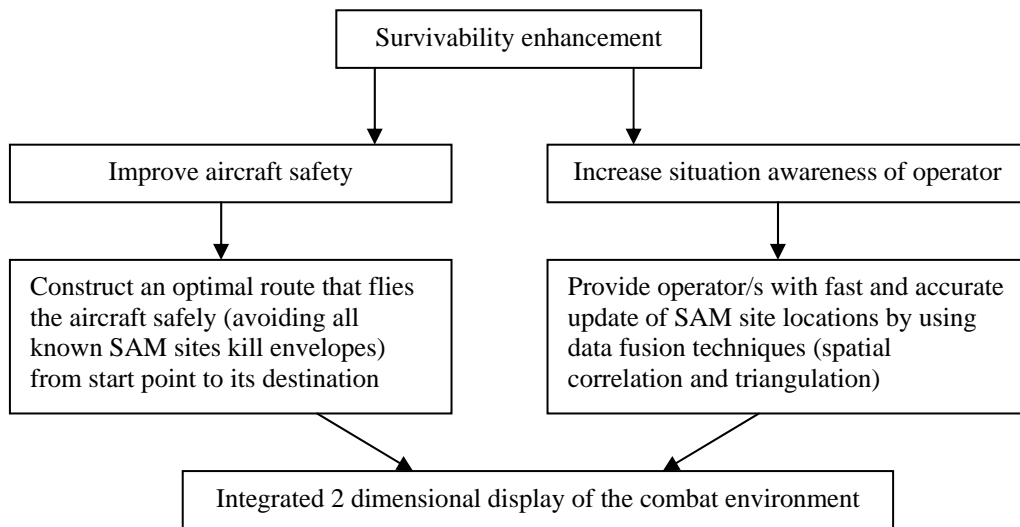 Survivability enhancement
Improve aircraft safety
Increase situation awareness of operator
Construct an optimal route that flies
the aircraft safely (avoiding all
known SAM sites kill envelopes)
from start point to its destination
Provide operator/s with fast and accurate
update of SAM site locations by using
data fusion techniques (spatial
correlation and triangulation)
Integrated 2 dimensional display of the combat environment